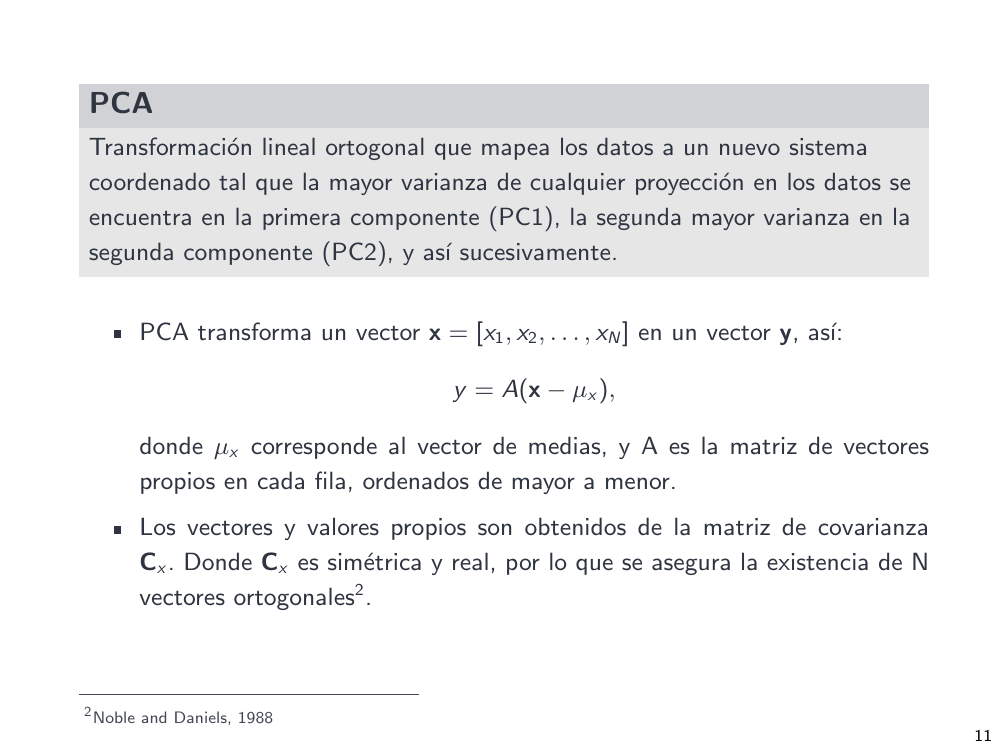 PCA
Transformación lineal ortogonal que mapea los datos a un nuevo sistema
coordenado tal que la mayor varianza de cualquier proyección en los datos se
encuentra en la primera componente (PC1), la segunda mayor varianza en la
segunda componente (PC2), y así sucesivamente.
▪ PCA transforma un vector x = [x₁, x₂, . . . , x_N] en un vector y, así:
y = A(x − μₓ),
donde μₓ corresponde al vector de medias, y A es la matriz de vectores
propios en cada fila, ordenados de mayor a menor.
▪ Los vectores y valores propios son obtenidos de la matriz de covarianza
Cₓ. Donde Cₓ es simétrica y real, por lo que se asegura la existencia de N
vectores ortogonales².
²Noble and Daniels, 1988
11